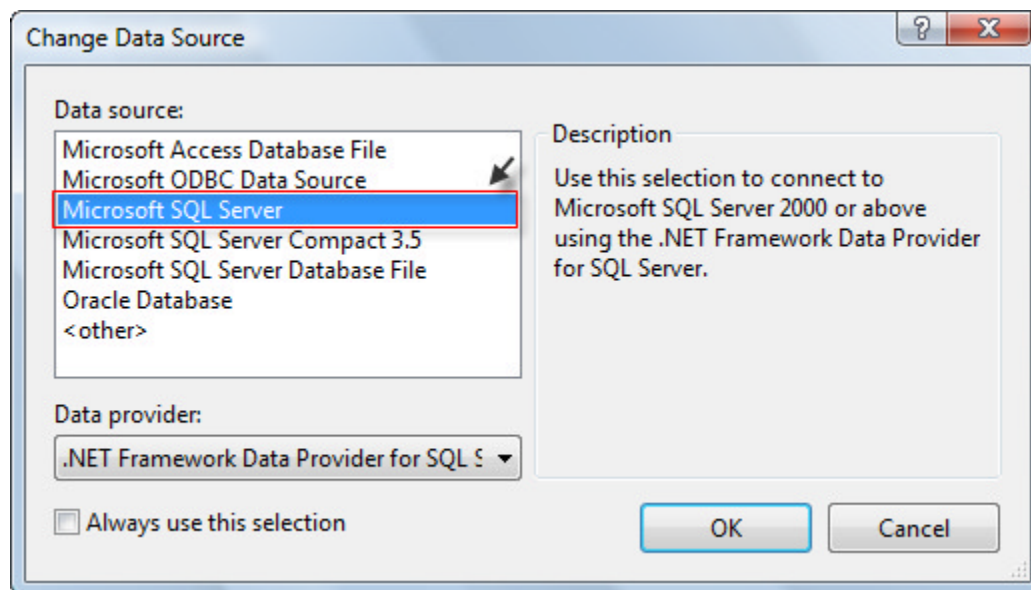 Change Data Source
Data source:
Microsoft Access Database File
Microsoft ODBC Data Source
Microsoft SQL Server
Microsoft SQL Server Compact 3.5
Microsoft SQL Server Database File
Oracle Database
<other>
Description
Use this selection to connect to
Microsoft SQL Server 2000 or above
using the .NET Framework Data Provider
for SQL Server.
Data provider:
.NET Framework Data Provider for SQL S
Always use this selection
OK
Cancel